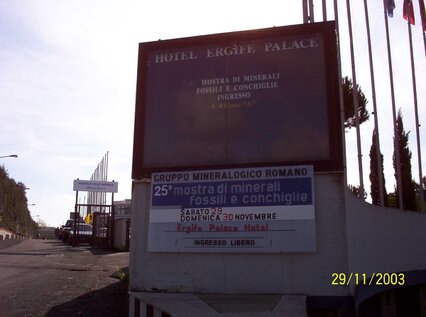 HOTEL ERGIFE PALACE
MOSTRA DI MINERALI
FOSSILI E CONCHIGLIE
INGRESSO
Piano "A"
GRUPPO MINERALOGICO ROMANO
25ª mostra di minerali
fossili e conchiglie
SABATO 29
DOMENICA 30 NOVEMBRE
Ergife Palace Hotel
INGRESSO LIBERO
29/11/2003